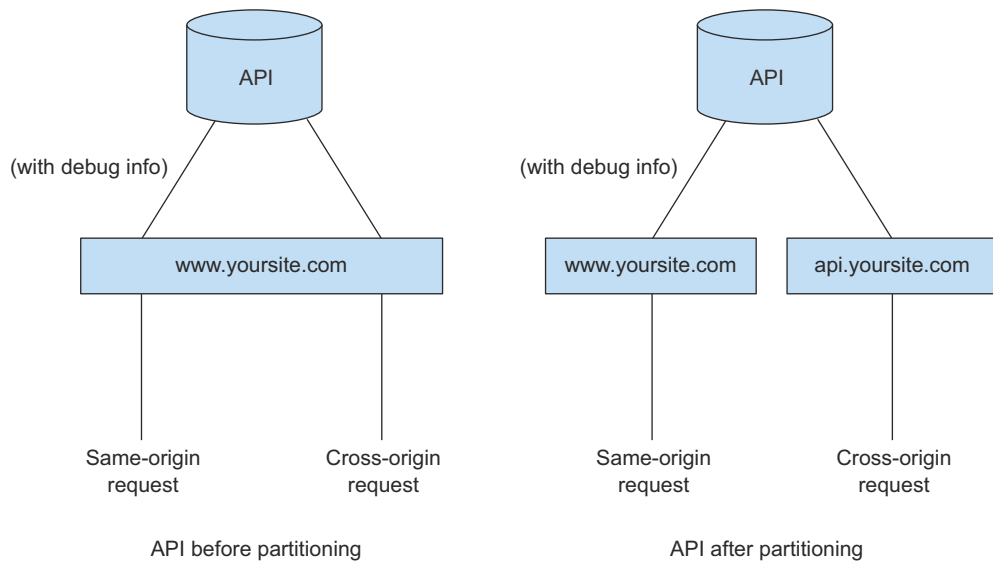 API
(with debug info)
www.yoursite.com
Same-origin
request
Cross-origin
request
API before partitioning
API
(with debug info)
www.yoursite.com
api.yoursite.com
Same-origin
request
Cross-origin
request
API after partitioning